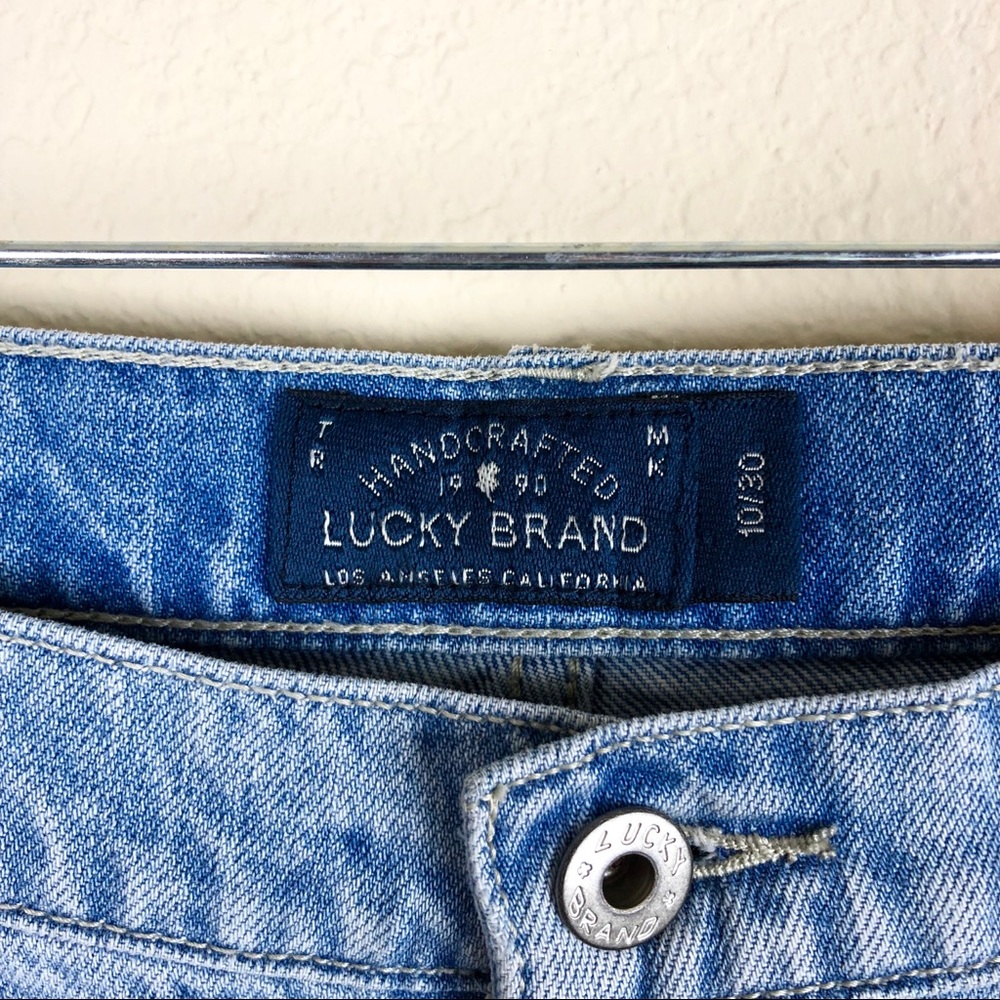 TR MK
HANDCRAFTED
19 90
LUCKY BRAND
LOS ANGELES CALIFORNIA
10/30
LUCKY
BRAND